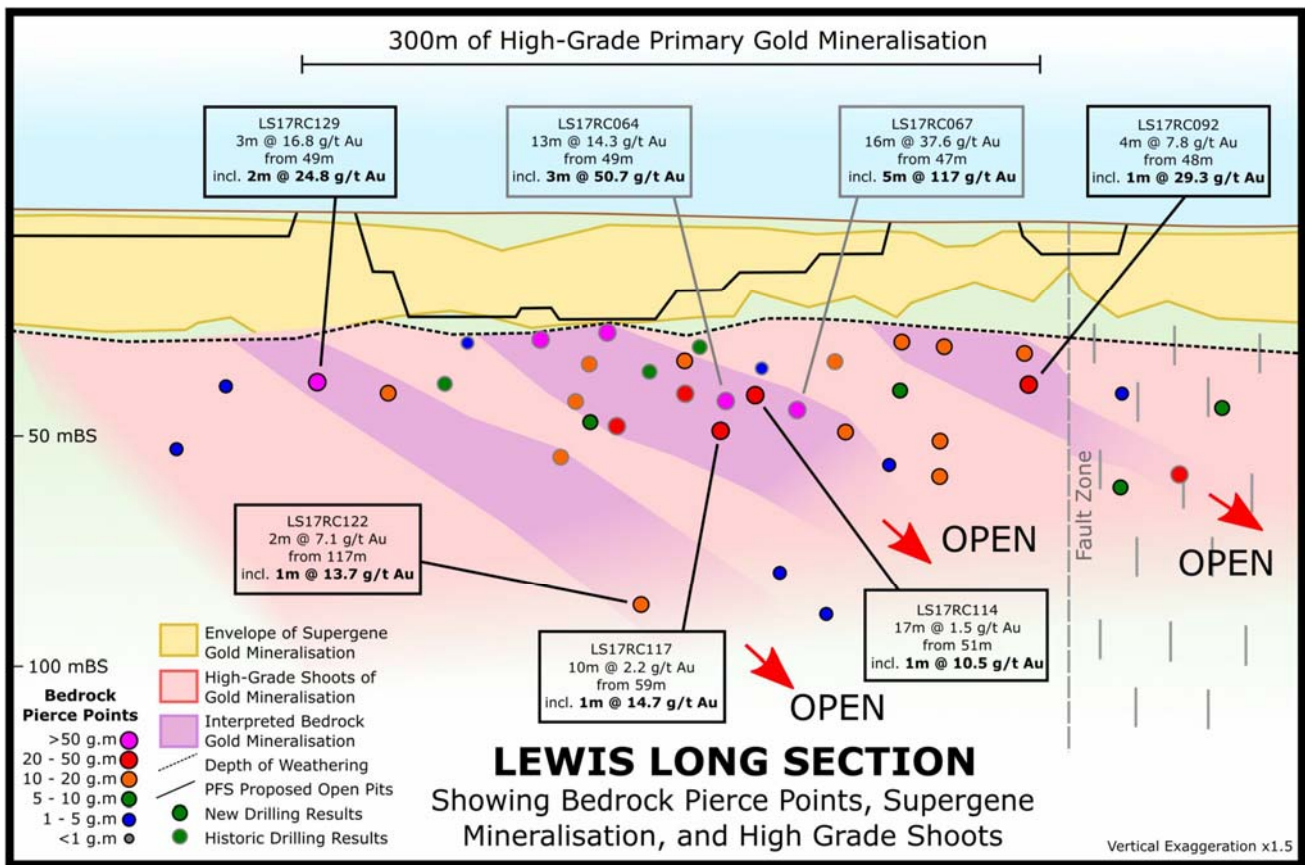 300m of High-Grade Primary Gold Mineralisation
LS17RC129
3m @ 16.8 g/t Au
from 49m
incl. 2m @ 24.8 g/t Au
LS17RC064
13m @ 14.3 g/t Au
from 49m
incl. 3m @ 50.7 g/t Au
LS17RC067
16m @ 37.6 g/t Au
from 47m
incl. 5m @ 117 g/t Au
LS17RC092
4m @ 7.8 g/t Au
from 48m
incl. 1m @ 29.3 g/t Au
50 mBS
Fault Zone
OPEN
OPEN
LS17RC122
2m @ 7.1 g/t Au
from 117m
incl. 1m @ 13.7 g/t Au
LS17RC114
17m @ 1.5 g/t Au
from 51m
incl. 1m @ 10.5 g/t Au
LS17RC117
10m @ 2.2 g/t Au
from 59m
incl. 1m @ 14.7 g/t Au
OPEN
100 mBS
Envelope of Supergene
Gold Mineralisation
High-Grade Shoots of
Gold Mineralisation
Interpreted Bedrock
Gold Mineralisation
Depth of Weathering
PFS Proposed Open Pits
New Drilling Results
Historic Drilling Results
Bedrock
Pierce Points
>50 g.m
20 - 50 g.m
10 - 20 g.m
5 - 10 g.m
1 - 5 g.m
<1 g.m
LEWIS LONG SECTION
Showing Bedrock Pierce Points, Supergene
Mineralisation, and High Grade Shoots
Vertical Exaggeration x1.5